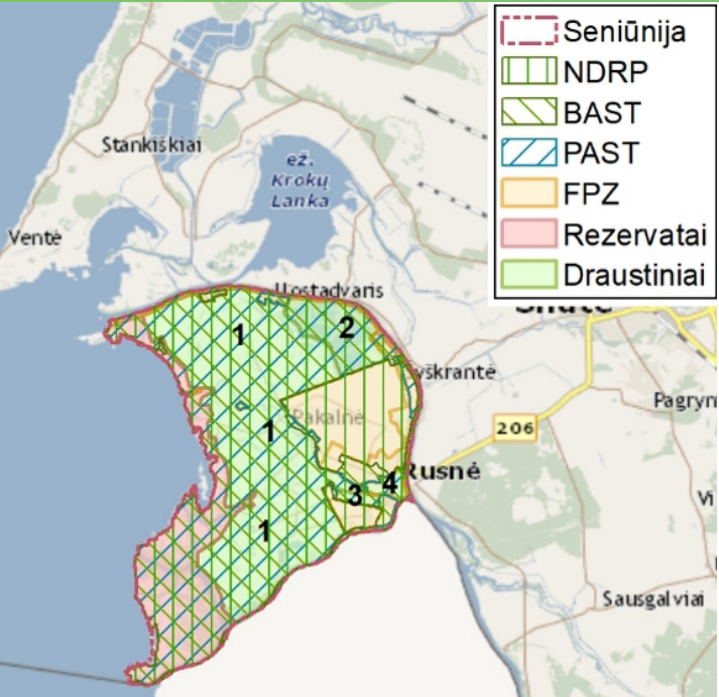 Seniūnija
NDRP
BAST
PAST
FPZ
Rezervatai
Draustiniai
Stankiškiai
ež.
Krokų
Lanka
Ventė
Uostadvaris
1
2
Pakalnė
1
206
Pagryn
Rusnė
3
4
Vi
1
Sausgalviai